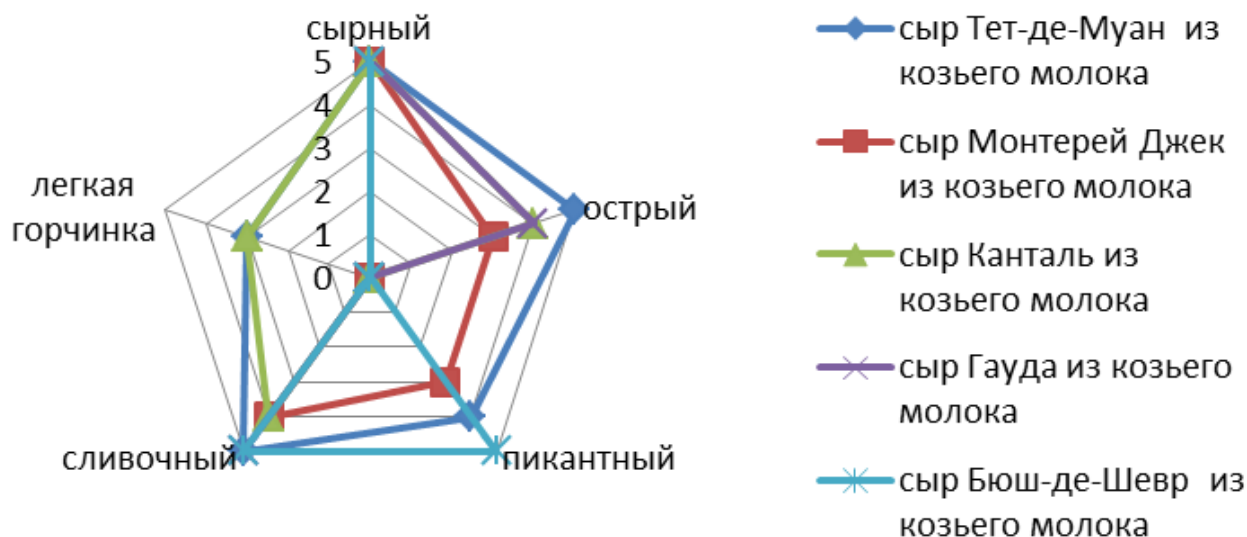 сырный
5
4
3
2
1
0
острый
пикантный
сливочный
легкая
горчинка
сыр Тет-де-Муан из
козьего молока
сыр Монтерей Джек
из козьего молока
сыр Канталь из
козьего молока
сыр Гауда из козьего
молока
сыр Бюш-де-Шевр из
козьего молока